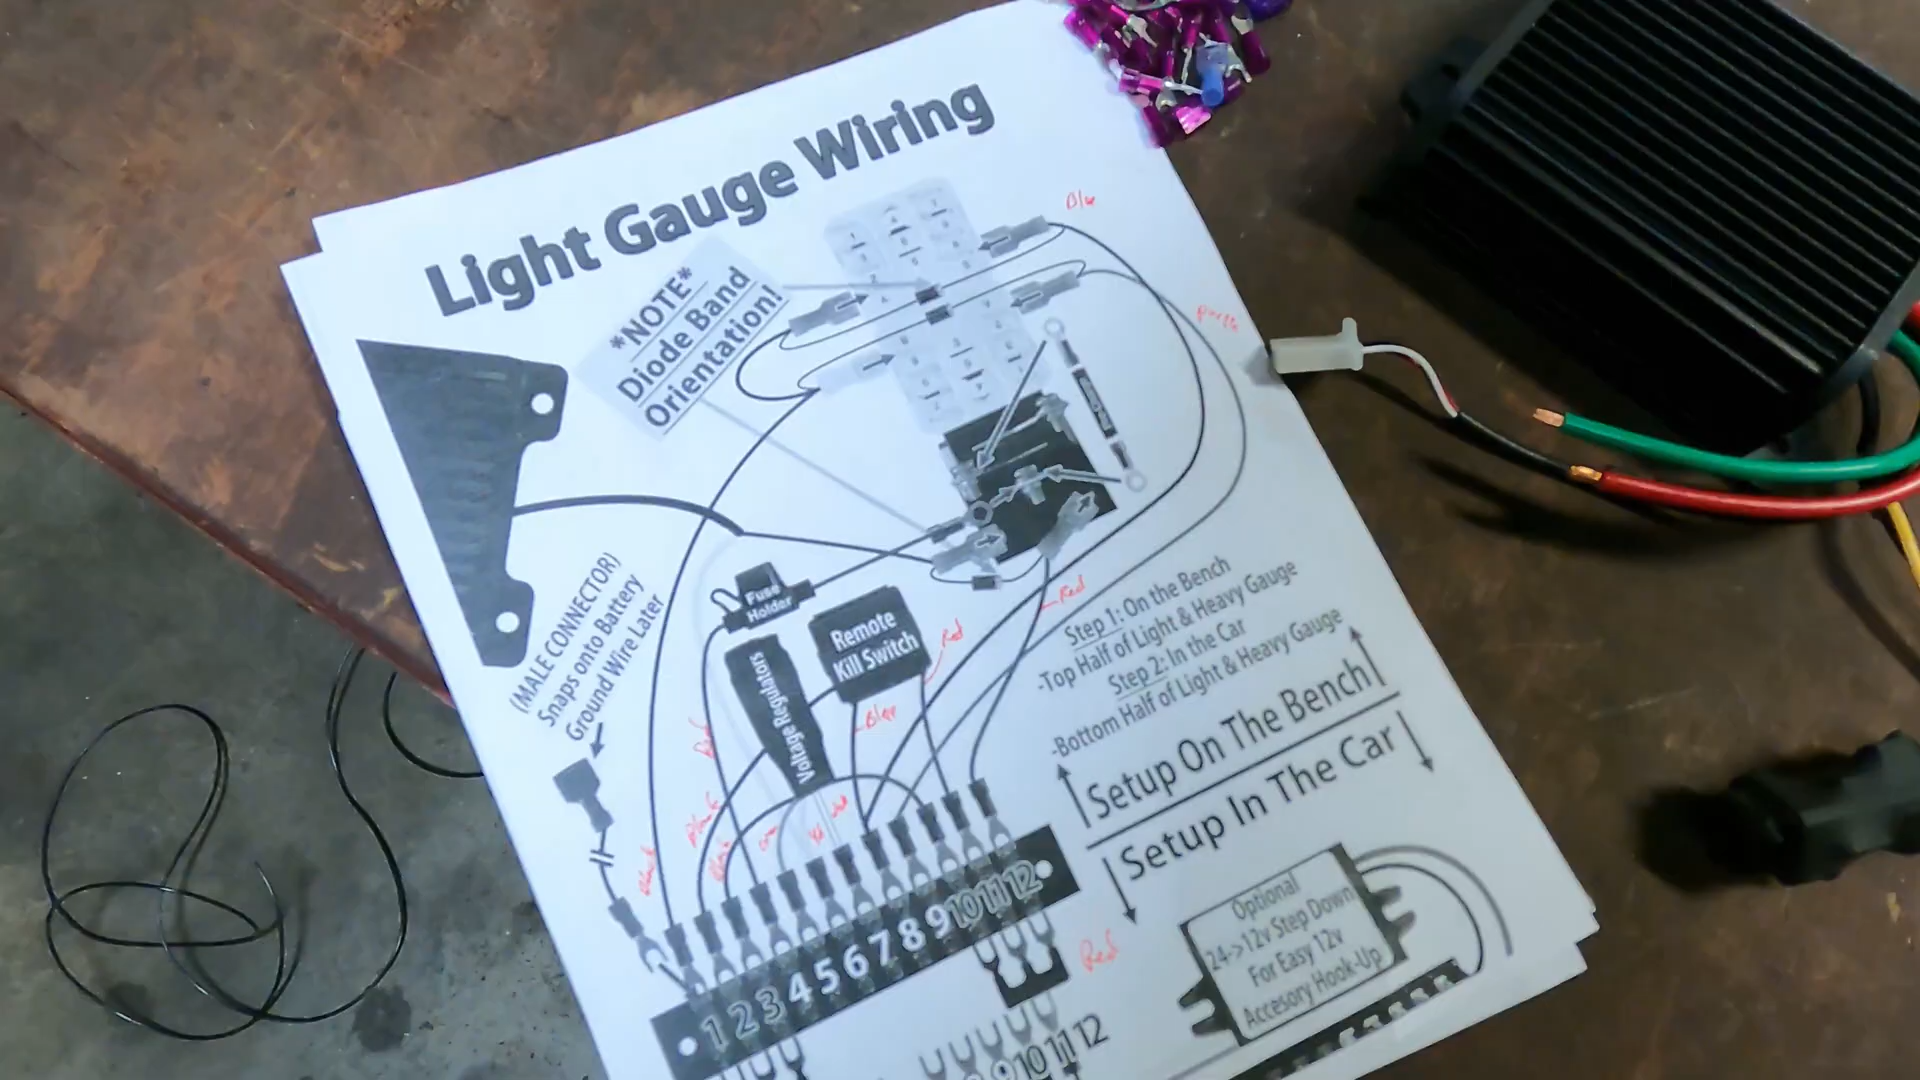 Light Gauge Wiring
*NOTE*
Diode Band
Orientation!
Blue
(MALE CONNECTOR)
Snaps onto Battery
Ground Wire Later
Fuse
Holder
Remote
Kill Switch
Voltage Regulators
Red
Red
Red
Black
Step 1: On the Bench
-Top Half of Light & Heavy Gauge
Step 2: In the Car
-Bottom Half of Light & Heavy Gauge
Setup On The Bench
Setup In The Car
1 2 3 4 5 6 7 8 9 10 11 12
Red
Optional
24->12v Step Down
For Easy 12v
Accesory Hook-Up
9 10 11 12